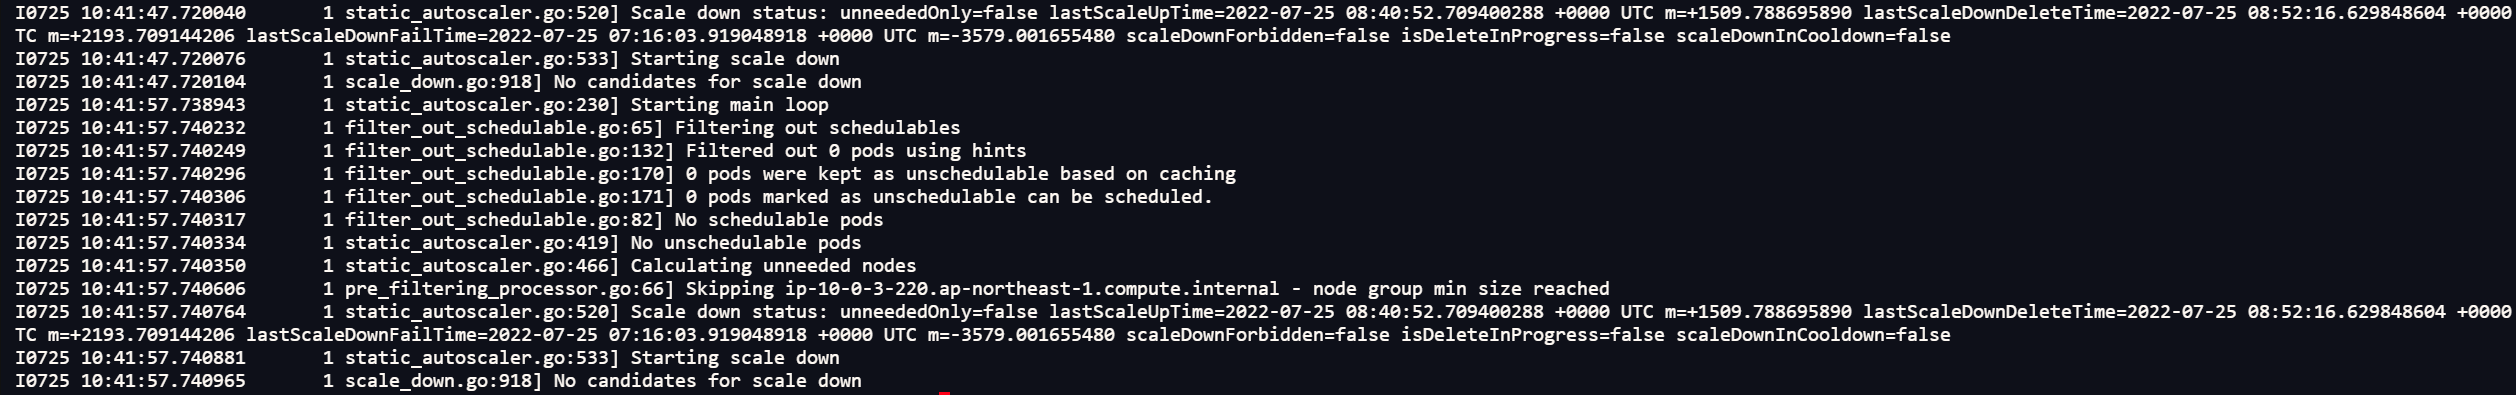 I0725 10:41:47.720040       1 static_autoscaler.go:520] Scale down status: unneededOnly=false lastScaleUpTime=2022-07-25 08:40:52.709400288 +0000 UTC m=+1509.788695890 lastScaleDownDeleteTime=2022-07-25 08:52:16.629848604 +0000
TC m=+2193.709144206 lastScaleDownFailTime=2022-07-25 07:16:03.919048918 +0000 UTC m=-3579.001655480 scaleDownForbidden=false isDeleteInProgress=false scaleDownInCooldown=false
I0725 10:41:47.720076       1 static_autoscaler.go:533] Starting scale down
I0725 10:41:47.720104       1 scale_down.go:918] No candidates for scale down
I0725 10:41:57.738943       1 static_autoscaler.go:230] Starting main loop
I0725 10:41:57.740232       1 filter_out_schedulable.go:65] Filtering out schedulables
I0725 10:41:57.740249       1 filter_out_schedulable.go:132] Filtered out 0 pods using hints
I0725 10:41:57.740296       1 filter_out_schedulable.go:170] 0 pods were kept as unschedulable based on caching
I0725 10:41:57.740306       1 filter_out_schedulable.go:171] 0 pods marked as unschedulable can be scheduled.
I0725 10:41:57.740317       1 filter_out_schedulable.go:82] No schedulable pods
I0725 10:41:57.740334       1 static_autoscaler.go:419] No unschedulable pods
I0725 10:41:57.740350       1 static_autoscaler.go:466] Calculating unneeded nodes
I0725 10:41:57.740606       1 pre_filtering_processor.go:66] Skipping ip-10-0-3-220.ap-northeast-1.compute.internal - node group min size reached
I0725 10:41:57.740764       1 static_autoscaler.go:520] Scale down status: unneededOnly=false lastScaleUpTime=2022-07-25 08:40:52.709400288 +0000 UTC m=+1509.788695890 lastScaleDownDeleteTime=2022-07-25 08:52:16.629848604 +0000
TC m=+2193.709144206 lastScaleDownFailTime=2022-07-25 07:16:03.919048918 +0000 UTC m=-3579.001655480 scaleDownForbidden=false isDeleteInProgress=false scaleDownInCooldown=false
I0725 10:41:57.740881       1 static_autoscaler.go:533] Starting scale down
I0725 10:41:57.740965       1 scale_down.go:918] No candidates for scale down